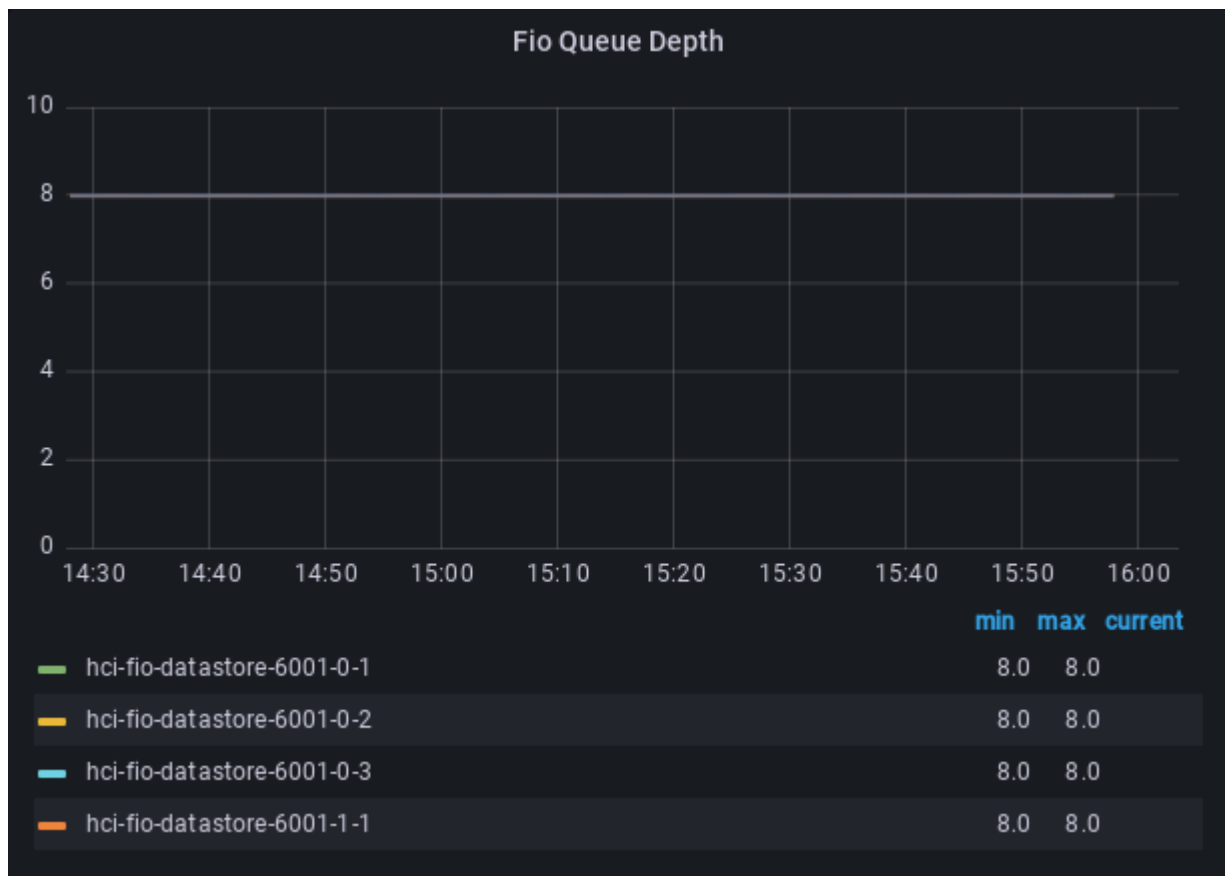 Fio Queue Depth
10
8
6
4
2
0
14:30 14:40 14:50 15:00 15:10 15:20 15:30 15:40 15:50 16:00
min max current
hci-fio-datastore-6001-0-1 8.0 8.0
hci-fio-datastore-6001-0-2 8.0 8.0
hci-fio-datastore-6001-0-3 8.0 8.0
hci-fio-datastore-6001-1-1 8.0 8.0